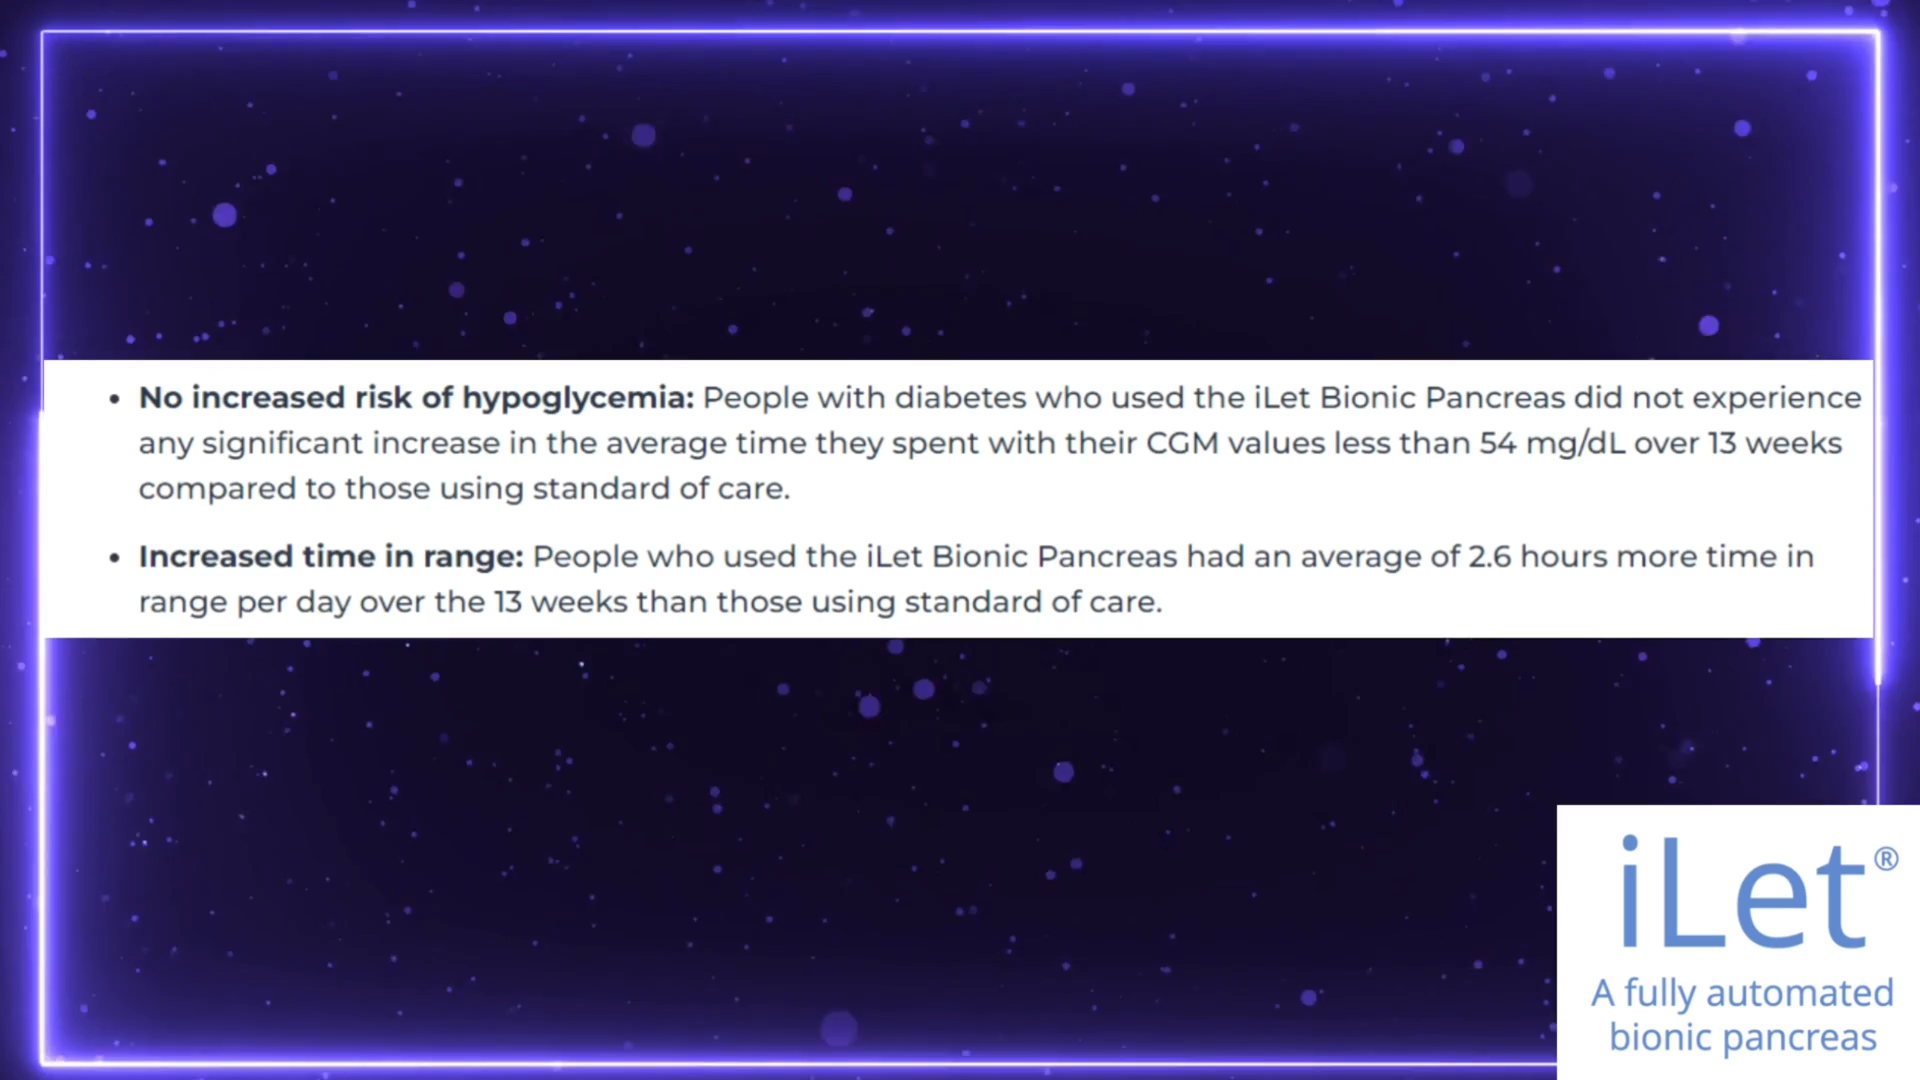 • No increased risk of hypoglycemia: People with diabetes who used the iLet Bionic Pancreas did not experience
any significant increase in the average time they spent with their CGM values less than 54 mg/dL over 13 weeks
compared to those using standard of care.
• Increased time in range: People who used the iLet Bionic Pancreas had an average of 2.6 hours more time in
range per day over the 13 weeks than those using standard of care.
iLet®
A fully automated
bionic pancreas